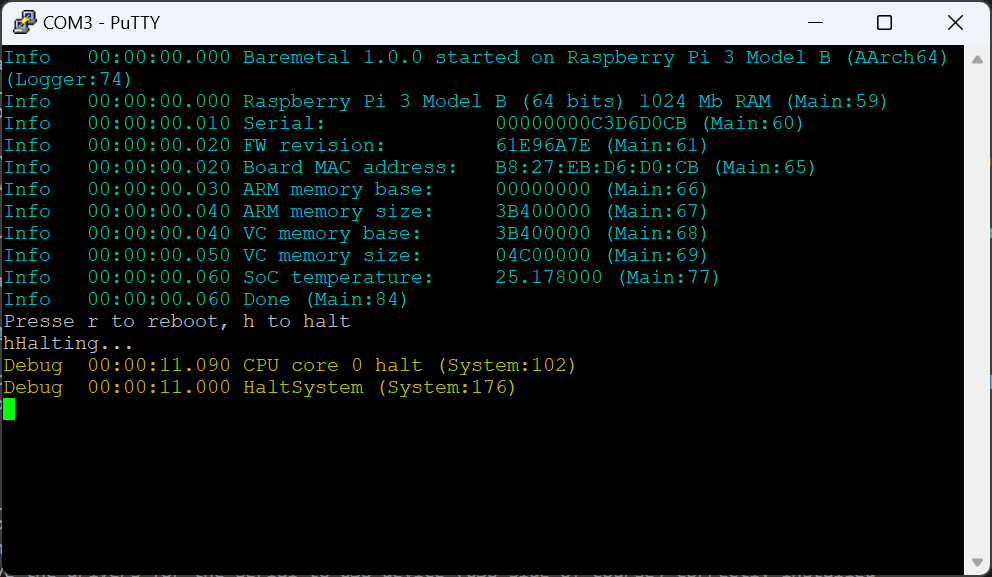 COM3 - PuTTY
Info   00:00:00.000 Baremetal 1.0.0 started on Raspberry Pi 3 Model B (AArch64)
(Logger:74)
Info   00:00:00.000 Raspberry Pi 3 Model B (64 bits) 1024 Mb RAM (Main:59)
Info   00:00:00.010 Serial:              00000000C3D6D0CB (Main:60)
Info   00:00:00.020 FW revision:         61E96A7E (Main:61)
Info   00:00:00.020 Board MAC address:   B8:27:EB:D6:D0:CB (Main:65)
Info   00:00:00.030 ARM memory base:     00000000 (Main:66)
Info   00:00:00.040 ARM memory size:     3B400000 (Main:67)
Info   00:00:00.040 VC memory base:      3B400000 (Main:68)
Info   00:00:00.050 VC memory size:      04C00000 (Main:69)
Info   00:00:00.060 SoC temperature:     25.178000 (Main:77)
Info   00:00:00.060 Done (Main:84)
Presse r to reboot, h to halt
hHalting...
Debug  00:00:11.090 CPU core 0 halt (System:102)
Debug  00:00:11.000 HaltSystem (System:176)